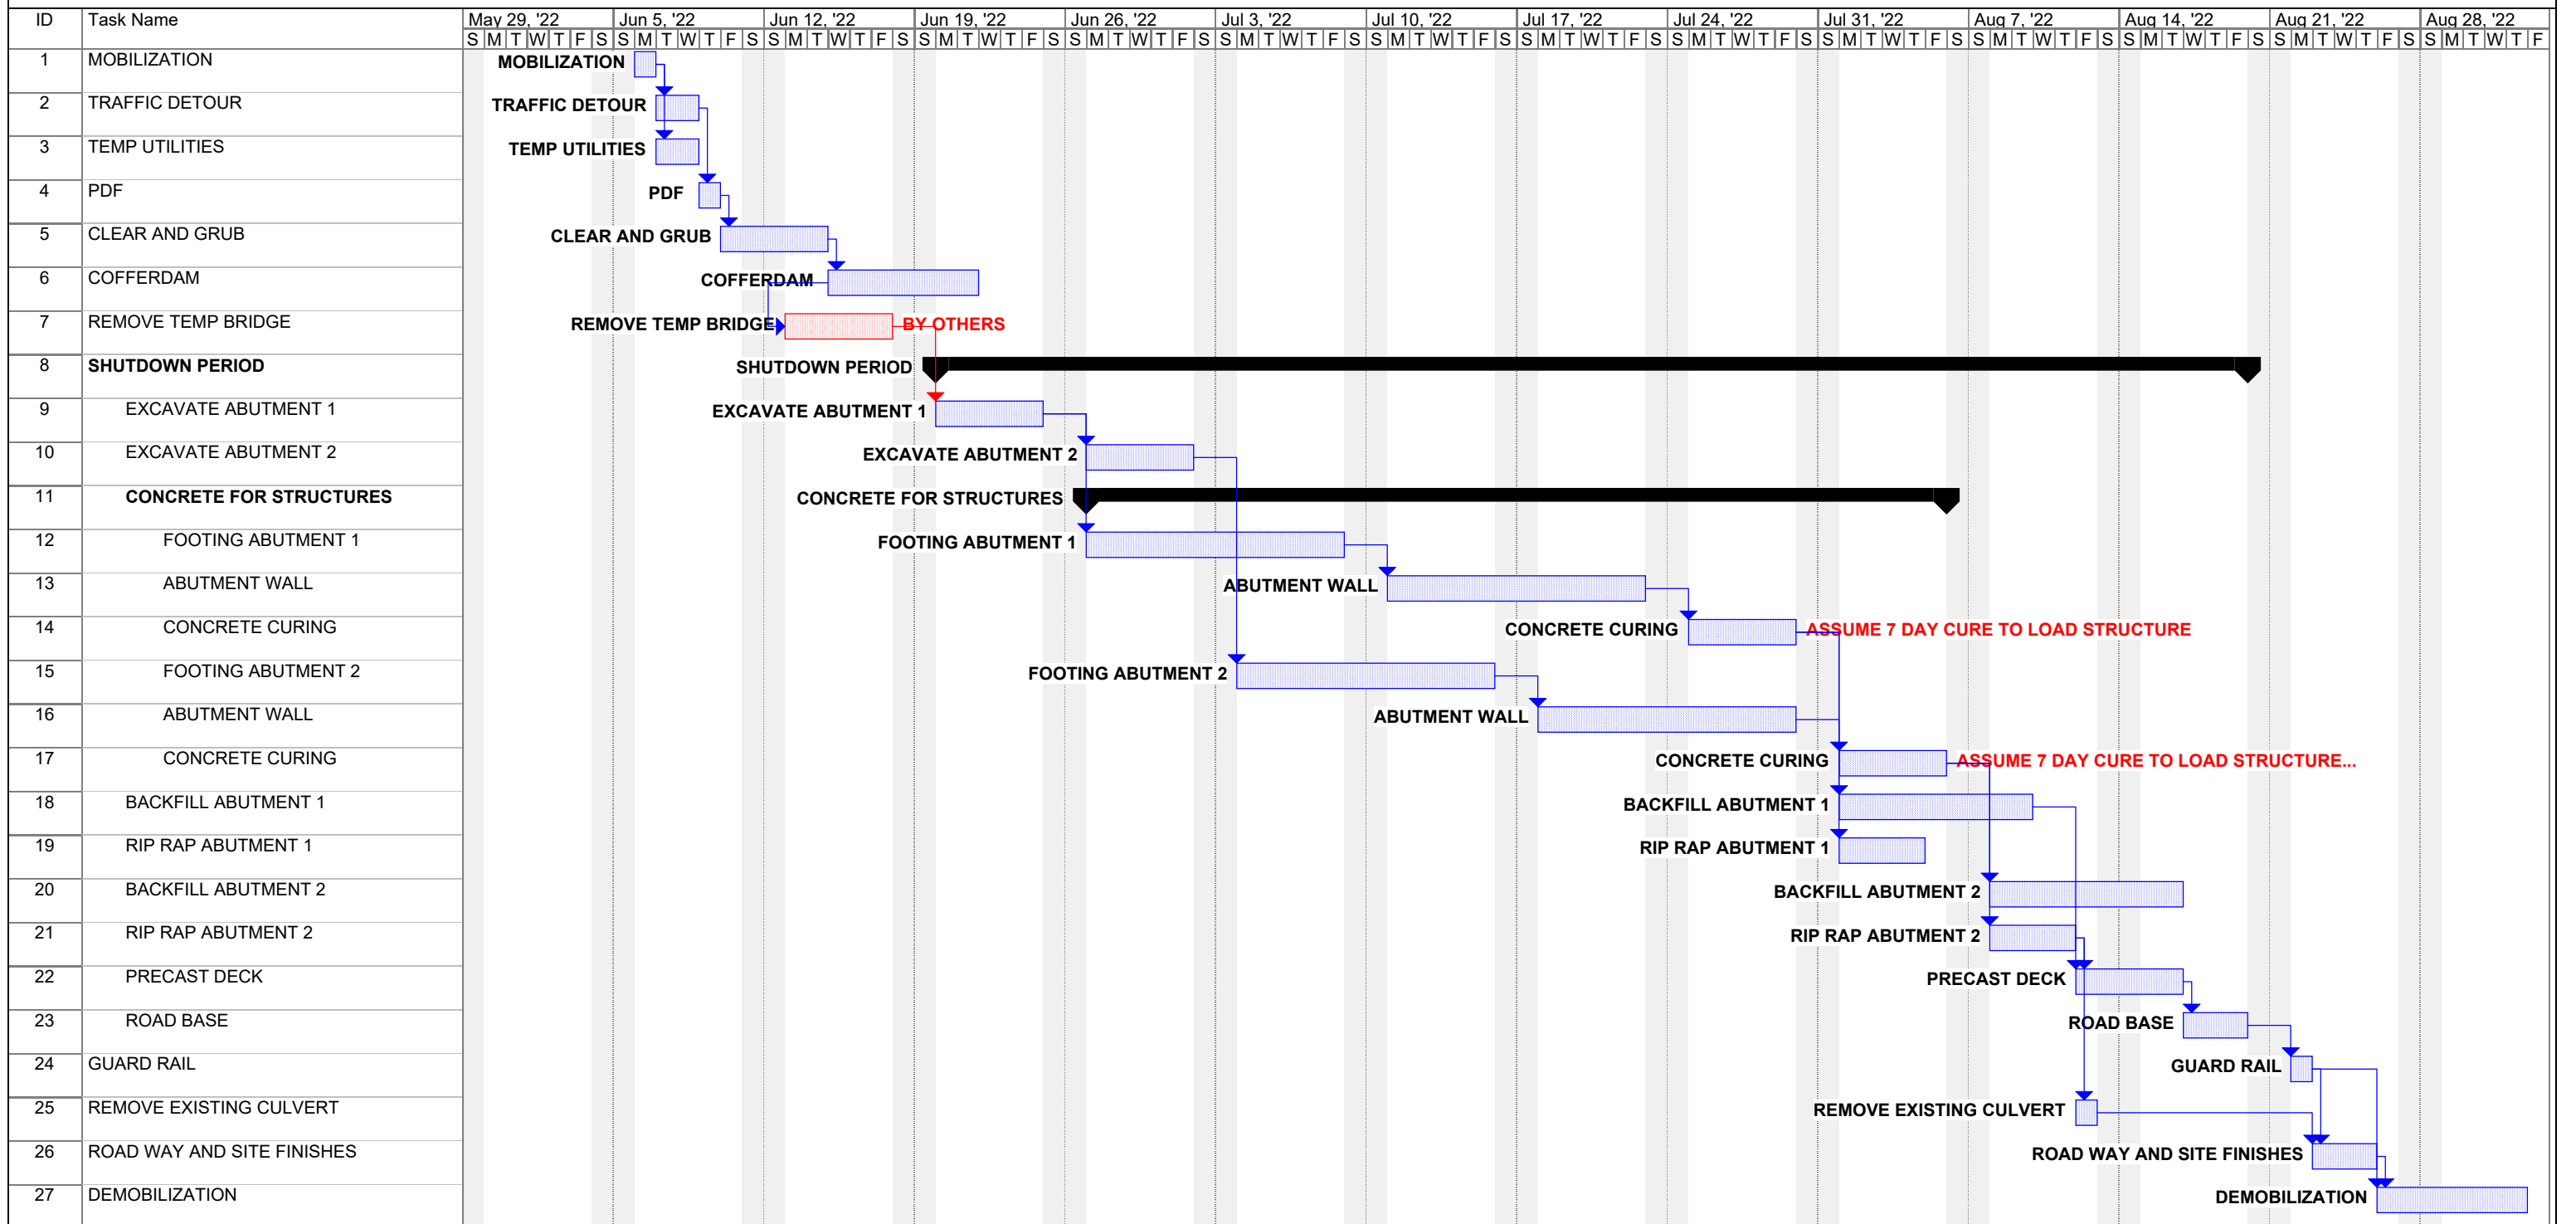 ID Task Name May 29, '22 Jun 5, '22 Jun 12, '22 Jun 19, '22 Jun 26, '22 Jul 3, '22 Jul 10, '22 Jul 17, '22 Jul 24, '22 Jul 31, '22 Aug 7, '22 Aug 14, '22 Aug 21, '22 Aug 28, '22
S M T W T F S S M T W T F S S M T W T F S S M T W T F S S M T W T F S S M T W T F S S M T W T F S S M T W T F S S M T W T F S S M T W T F S S M T W T F S S M T W T F S S M T W T F S S M T W T F
1 MOBILIZATION MOBILIZATION
2 TRAFFIC DETOUR TRAFFIC DETOUR
3 TEMP UTILITIES TEMP UTILITIES
4 PDF PDF
5 CLEAR AND GRUB CLEAR AND GRUB
6 COFFERDAM COFFERDAM
7 REMOVE TEMP BRIDGE REMOVE TEMP BRIDGE BY OTHERS
8 SHUTDOWN PERIOD SHUTDOWN PERIOD
9 EXCAVATE ABUTMENT 1 EXCAVATE ABUTMENT 1
10 EXCAVATE ABUTMENT 2 EXCAVATE ABUTMENT 2
11 CONCRETE FOR STRUCTURES CONCRETE FOR STRUCTURES
12 FOOTING ABUTMENT 1 FOOTING ABUTMENT 1
13 ABUTMENT WALL ABUTMENT WALL
14 CONCRETE CURING CONCRETE CURING ASSUME 7 DAY CURE TO LOAD STRUCTURE
15 FOOTING ABUTMENT 2 FOOTING ABUTMENT 2
16 ABUTMENT WALL ABUTMENT WALL
17 CONCRETE CURING CONCRETE CURING ASSUME 7 DAY CURE TO LOAD STRUCTURE...
18 BACKFILL ABUTMENT 1 BACKFILL ABUTMENT 1
19 RIP RAP ABUTMENT 1 RIP RAP ABUTMENT 1
20 BACKFILL ABUTMENT 2 BACKFILL ABUTMENT 2
21 RIP RAP ABUTMENT 2 RIP RAP ABUTMENT 2
22 PRECAST DECK PRECAST DECK
23 ROAD BASE ROAD BASE
24 GUARD RAIL GUARD RAIL
25 REMOVE EXISTING CULVERT REMOVE EXISTING CULVERT
26 ROAD WAY AND SITE FINISHES ROAD WAY AND SITE FINISHES
27 DEMOBILIZATION DEMOBILIZATION